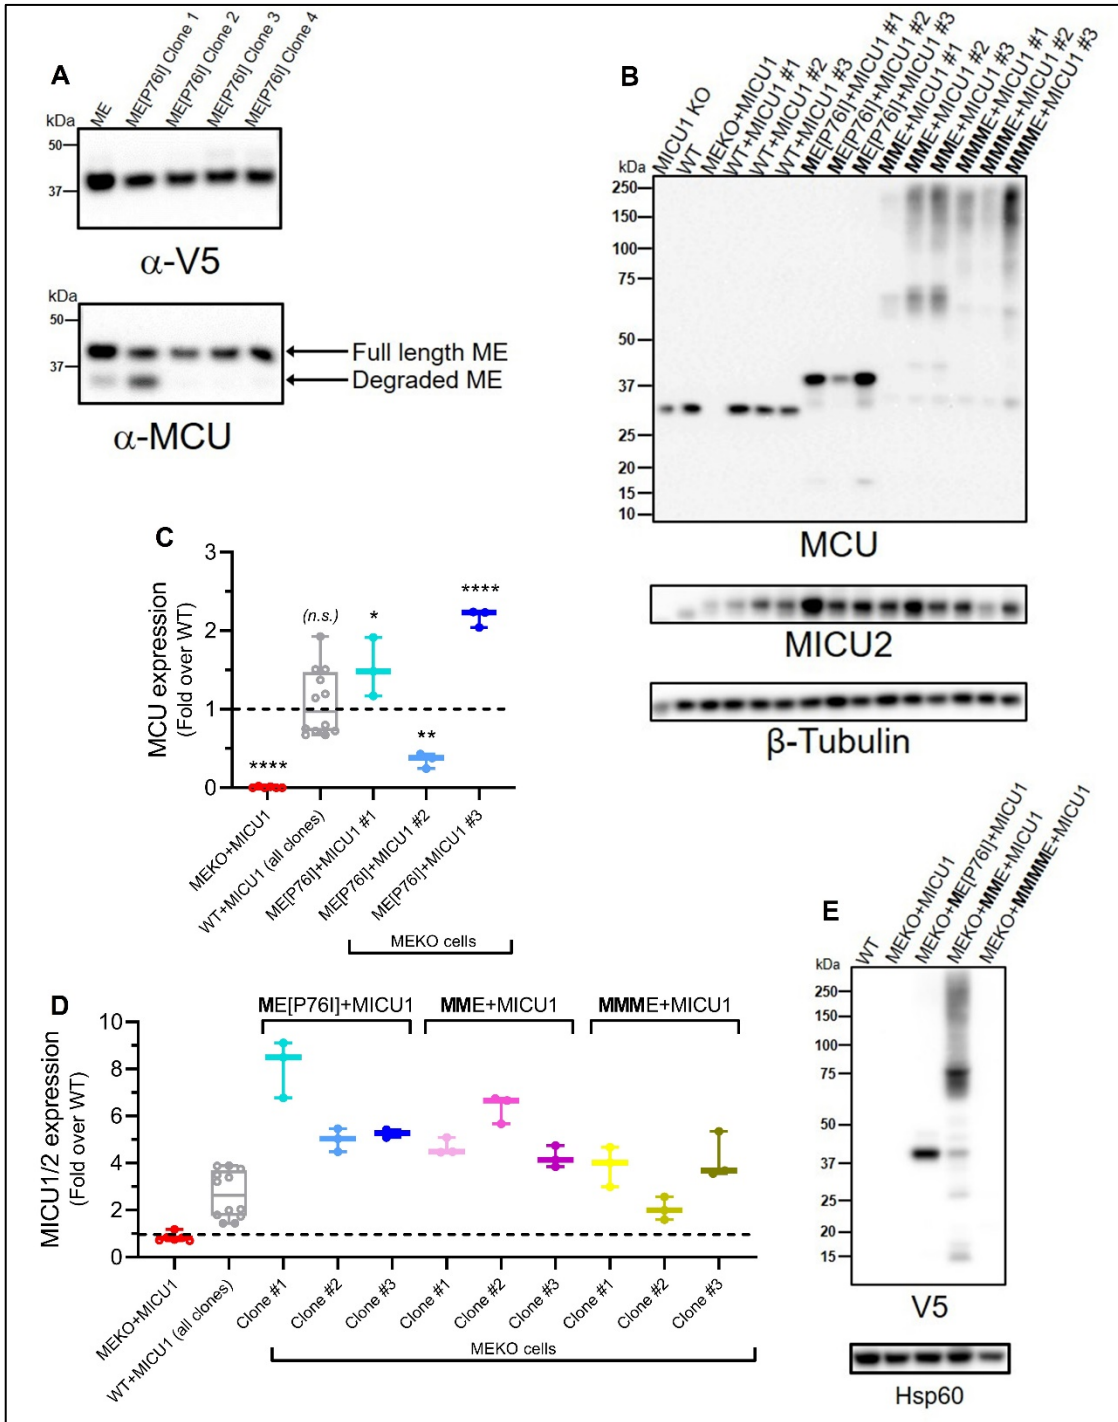 A
ME
ME[P76I] Clone 1
ME[P76I] Clone 2
ME[P76I] Clone 3
ME[P76I] Clone 4
kDa
50
37
α-V5
kDa
50
37
Full length ME
Degraded ME
α-MCU
B
MICU1 KO
WT
MEKO+MICU1
WT+MICU1 #1
WT+MICU1 #2
WT+MICU1 #3
ME[P76I]+MICU1 #1
ME[P76I]+MICU1 #2
ME[P76I]+MICU1 #3
MME+MICU1 #1
MME+MICU1 #2
MME+MICU1 #3
MMME+MICU1 #1
MMME+MICU1 #2
MMME+MICU1 #3
kDa
250
150
100
75
50
37
25
20
15
10
MCU
MICU2
β-Tubulin
C
MCU expression
(Fold over WT)
3
2
1
0
****
(n.s.)
*
**
****
MEKO+MICU1
WT+MICU1 (all clones)
ME[P76I]+MICU1 #1
ME[P76I]+MICU1 #2
ME[P76I]+MICU1 #3
MEKO cells
D
MICU1/2 expression
(Fold over WT)
10
8
6
4
2
0
ME[P76I]+MICU1
MME+MICU1
MMME+MICU1
MEKO+MICU1
WT+MICU1 (all clones)
Clone #1
Clone #2
Clone #3
Clone #1
Clone #2
Clone #3
Clone #1
Clone #2
Clone #3
MEKO cells
E
WT
MEKO+MICU1
MEKO+ME[P76I]+MICU1
MEKO+MME+MICU1
MEKO+MMMME+MICU1
kDa
250
150
100
75
50
37
25
20
15
V5
Hsp60